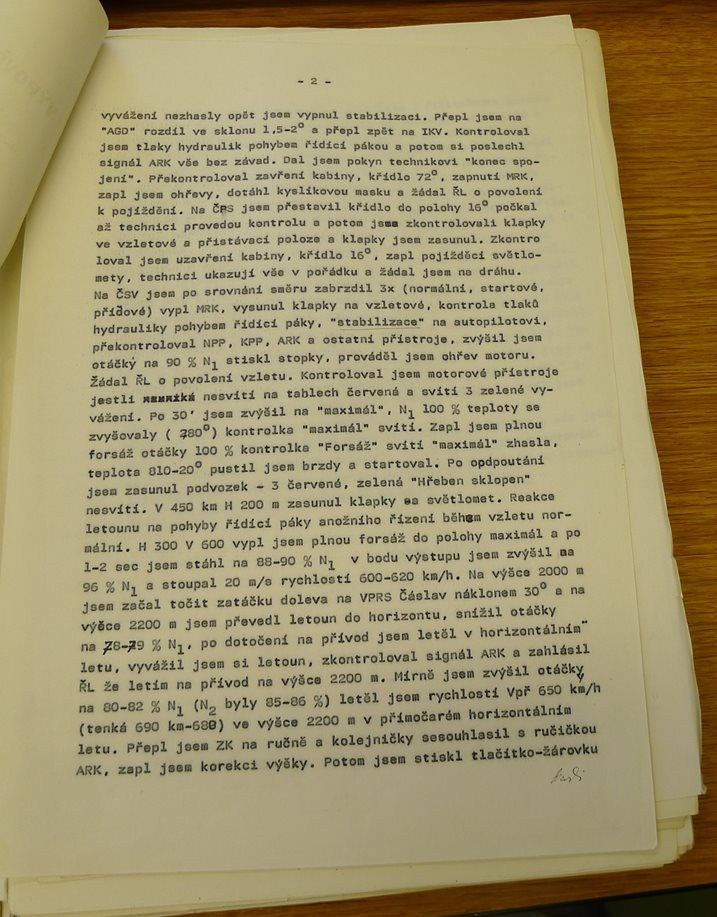 - 2 -
vyvážení nezhasly opět jsem vypnul stabilizaci. Přepl jsem na
"AGD" rozdíl ve sklonu 1,5-2° a přepl zpět na IKV. Kontroloval
jsem tlaky hydraulik pohybem řídící pákou a potom si poslechl
signál ARK vše bez závad. Dal jsem pokyn technikovi "konec spo-
jení". Překontroloval zavření kabiny, křídlo 72°, zapnutí MRK,
zapl jsem ohřevy, dotáhl kyslíkovou masku a žádal ŘL o povolení
k pojíždění. Na ČPS jsem přestavil křídlo do polohy 16° počkal
až technici provedou kontrolu a potom jsme zkontrolovali klapky
ve vzletové a přistávací poloze a klapky jsem zasunul. Zkontro
loval jsem uzavření kabiny, křídlo 16°, zapl pojížděcí světlo-
mety, technici ukazují vše v pořádku a žádal jsem na dráhu.
Na ČSV jsem po srovnání směru zabrzdil 3x (normální, startové,
příďové) vypl MRK, vysunul klapky na vzletové, kontrola tlaků
hydrauliky pohybem řídící páky, "stabilizace" na autopilotovi,
překontroloval NPP, KPP, ARK a ostatní přístroje, zvýšil jsem
otáčky na 90 % N1 stiskl stopky, prováděl jsem ohřev motoru.
Žádal ŘL o povolení vzletu. Kontroloval jsem motorové přístroje
jestli nesvítí na tablech červená a svítí 3 zelené vy-
vážení. Po 30' jsem zvýšil na "maximál", N1 100 % teploty se
zvyšovaly ( 780°) kontrolka "maximal" svítí. Zapl jsem plnou
forsáž otáčky 100 % kontrolka "Forsáž" svítí "maximál" zhasla,
teplota 810-20° pustil jsem brzdy a startoval. Po odpoutání
jsem zasunul podvozek - 3 červené, zelená "Hřeben sklopen"
nesvítí. V 450 km H 200 m zasunul klapky a světlomet. Reakce
letounu na pohyby řídící páky anožního řízení během vzletu nor-
mální. H 300 V 600 vypl jsem plnou forsáž do polohy maximál a po
1-2 sec jsem stáhl na 88-90 % N1 v bodu výstupu jsem zvýšil na
96 % N1 a stoupal 20 m/s rychlostí 600-620 km/h. Na výšce 2000 m
jsem začal točit zatáčku doleva na VPRS Čáslav náklonem 30° a na
výšce 2200 m jsem převedl letoun do horizontu, snížil otáčky
na 78-79 % N1, po dotočení na přívod jsem letěl v horizontálním
letu, vyvážil jsem si letoun, zkontroloval signál ARK a zahlásil
ŘL že letím na přívod na výšce 2200 m. Mírně jsem zvýšil otáčky
na 80-82 % N1 (N2 byly 85-86 %) letěl jsem rychlostí Vpř 650 km/h
(tenká 690 km-680) ve výšce 2200 m v přímočarém horizontálním
letu. Přepl jsem ZK na ručně a kolejničky sesouhlasil s ručičkou
ARK, zapl jsem korekci výšky. Potom jsem stiskl tlačítko-žárovku